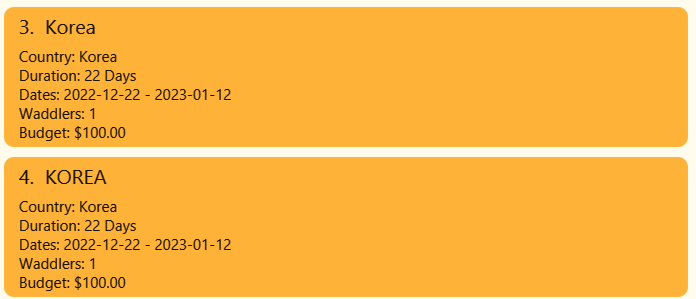 3. Korea
Country: Korea
Duration: 22 Days
Dates: 2022-12-22 - 2023-01-12
Waddlers: 1
Budget: $100.00
4. KOREA
Country: Korea
Duration: 22 Days
Dates: 2022-12-22 - 2023-01-12
Waddlers: 1
Budget: $100.00